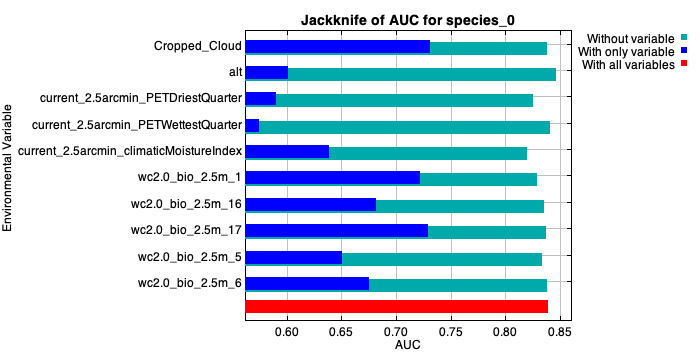 Jackknife of AUC for species_0
Without variable
With only variable
With all variables
Environmental Variable
Cropped_Cloud
alt
current_2.5arcmin_PETDriestQuarter
current_2.5arcmin_PETWettestQuarter
current_2.5arcmin_climaticMoistureIndex
wc2.0_bio_2.5m_1
wc2.0_bio_2.5m_16
wc2.0_bio_2.5m_17
wc2.0_bio_2.5m_5
wc2.0_bio_2.5m_6
0.60 0.65 0.70 0.75 0.80 0.85
AUC